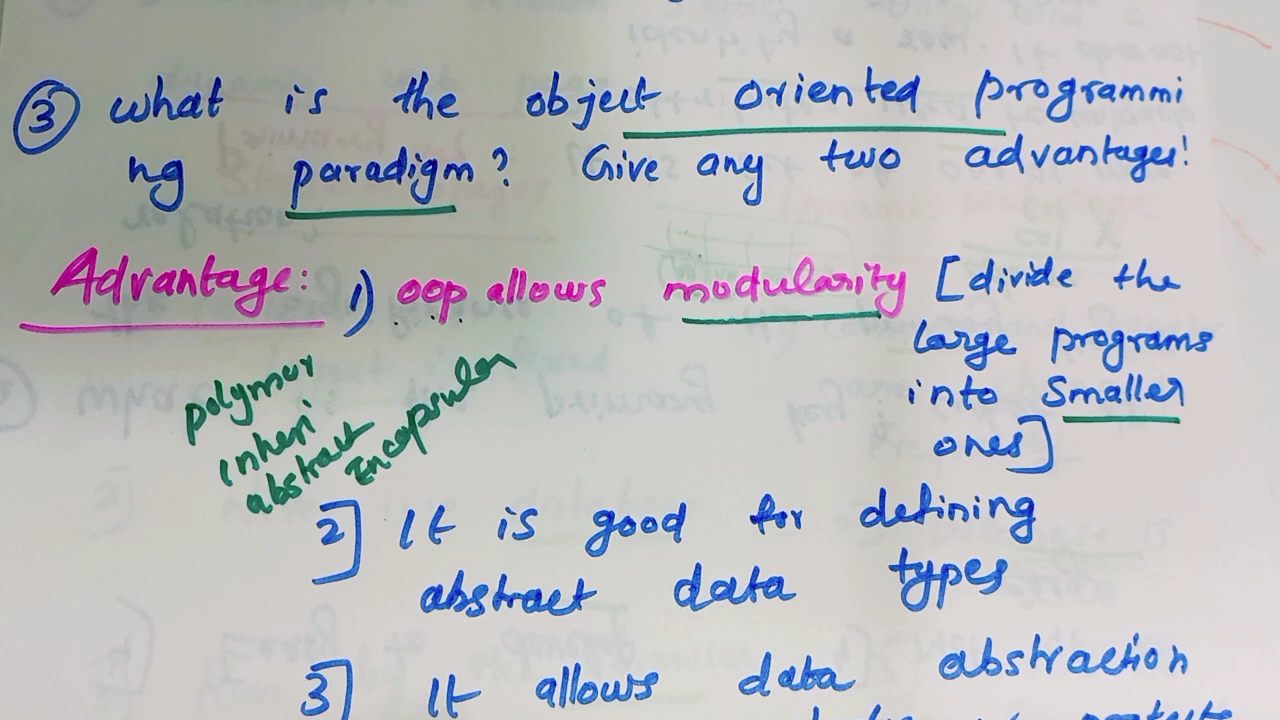 ③ what is the object oriented programmi
ng paradigm? Give any two advantages!
Advantage: 1) oop allows modularity [divide the
large programs
into smaller
ones]
polymor
inheri
abstract
Encapsulation
2] It is good for defining
abstract data types
3] It allows data abstraction